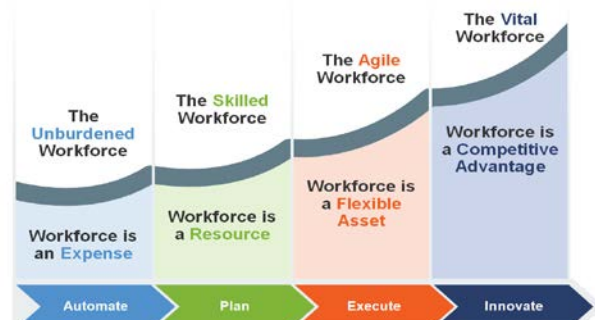 The
Unburdened
Workforce
Workforce is
an Expense
Automate
The Skilled
Workforce
Workforce is
a Resource
Plan
The Agile
Workforce
Workforce is
a Flexible
Asset
Execute
The Vital
Workforce
Workforce is
a Competitive
Advantage
Innovate